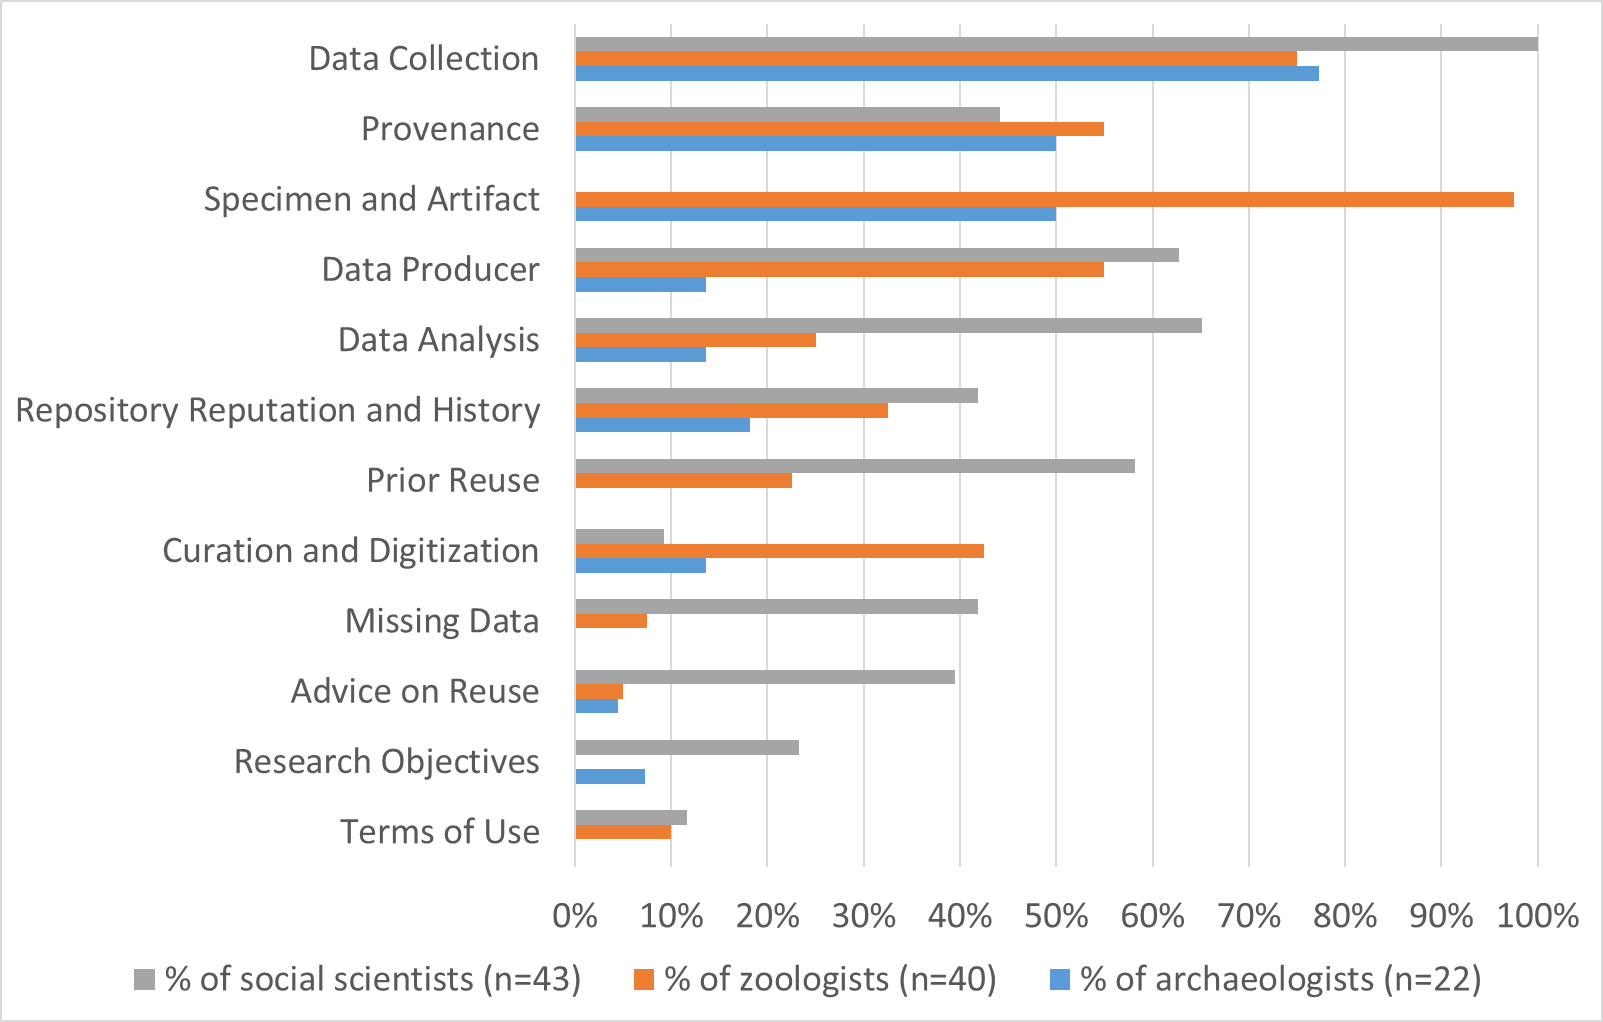 Data Collection
Provenance
Specimen and Artifact
Data Producer
Data Analysis
Repository Reputation and History
Prior Reuse
Curation and Digitization
Missing Data
Advice on Reuse
Research Objectives
Terms of Use
0% 10% 20% 30% 40% 50% 60% 70% 80% 90% 100%
% of social scientists (n=43) % of zoologists (n=40) % of archaeologists (n=22)